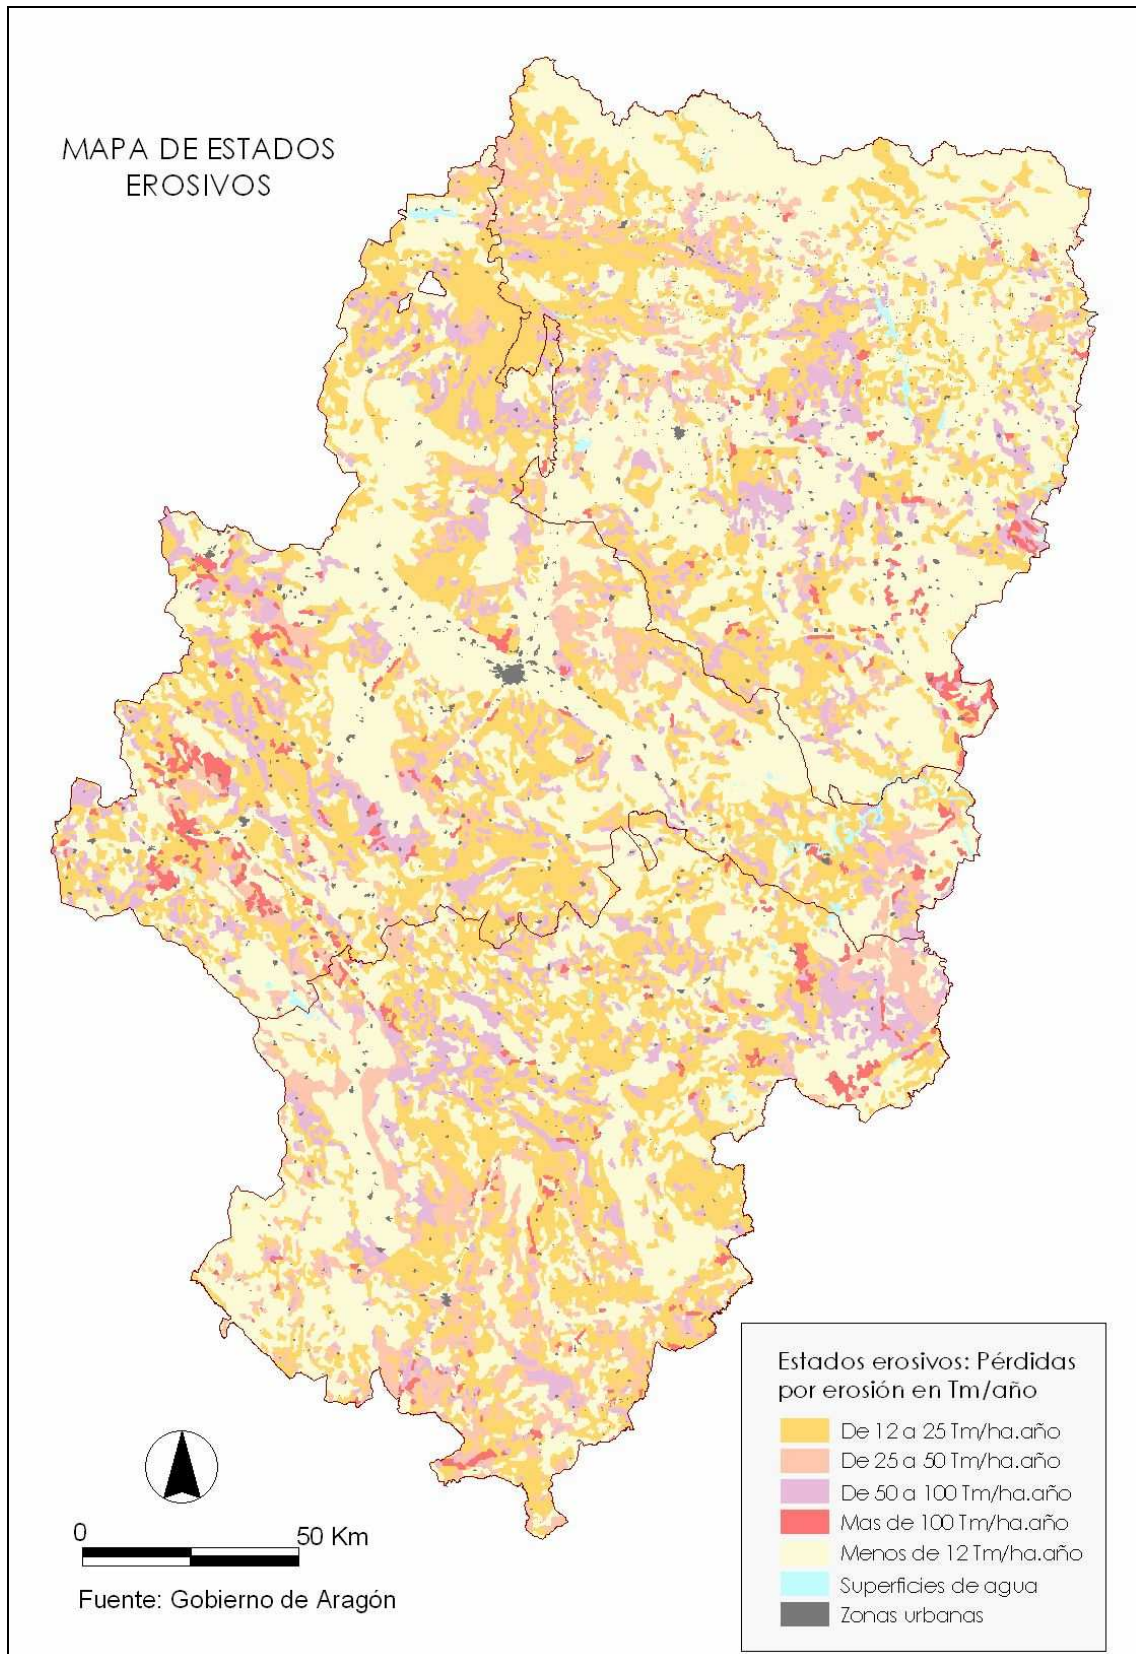 MAPA DE ESTADOS
EROSIVOS
Estados erosivos: Pérdidas
por erosión en Tm/año
De 12 a 25 Tm/ha.año
De 25 a 50 Tm/ha.año
De 50 a 100 Tm/ha.año
Mas de 100 Tm/ha.año
Menos de 12 Tm/ha.año
Superficies de agua
Zonas urbanas
0 50 Km
Fuente: Gobierno de Aragón